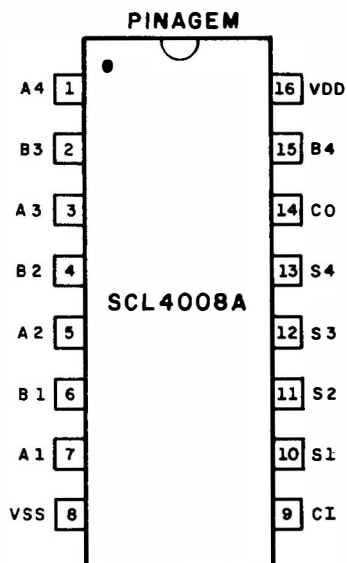 PINAGEM
A4 1 16 VDD
B3 2 15 B4
A3 3 14 CO
B2 4 13 S4
SCL4008A
A2 5 12 S3
B1 6 11 S2
A1 7 10 S1
VSS 8 9 CI